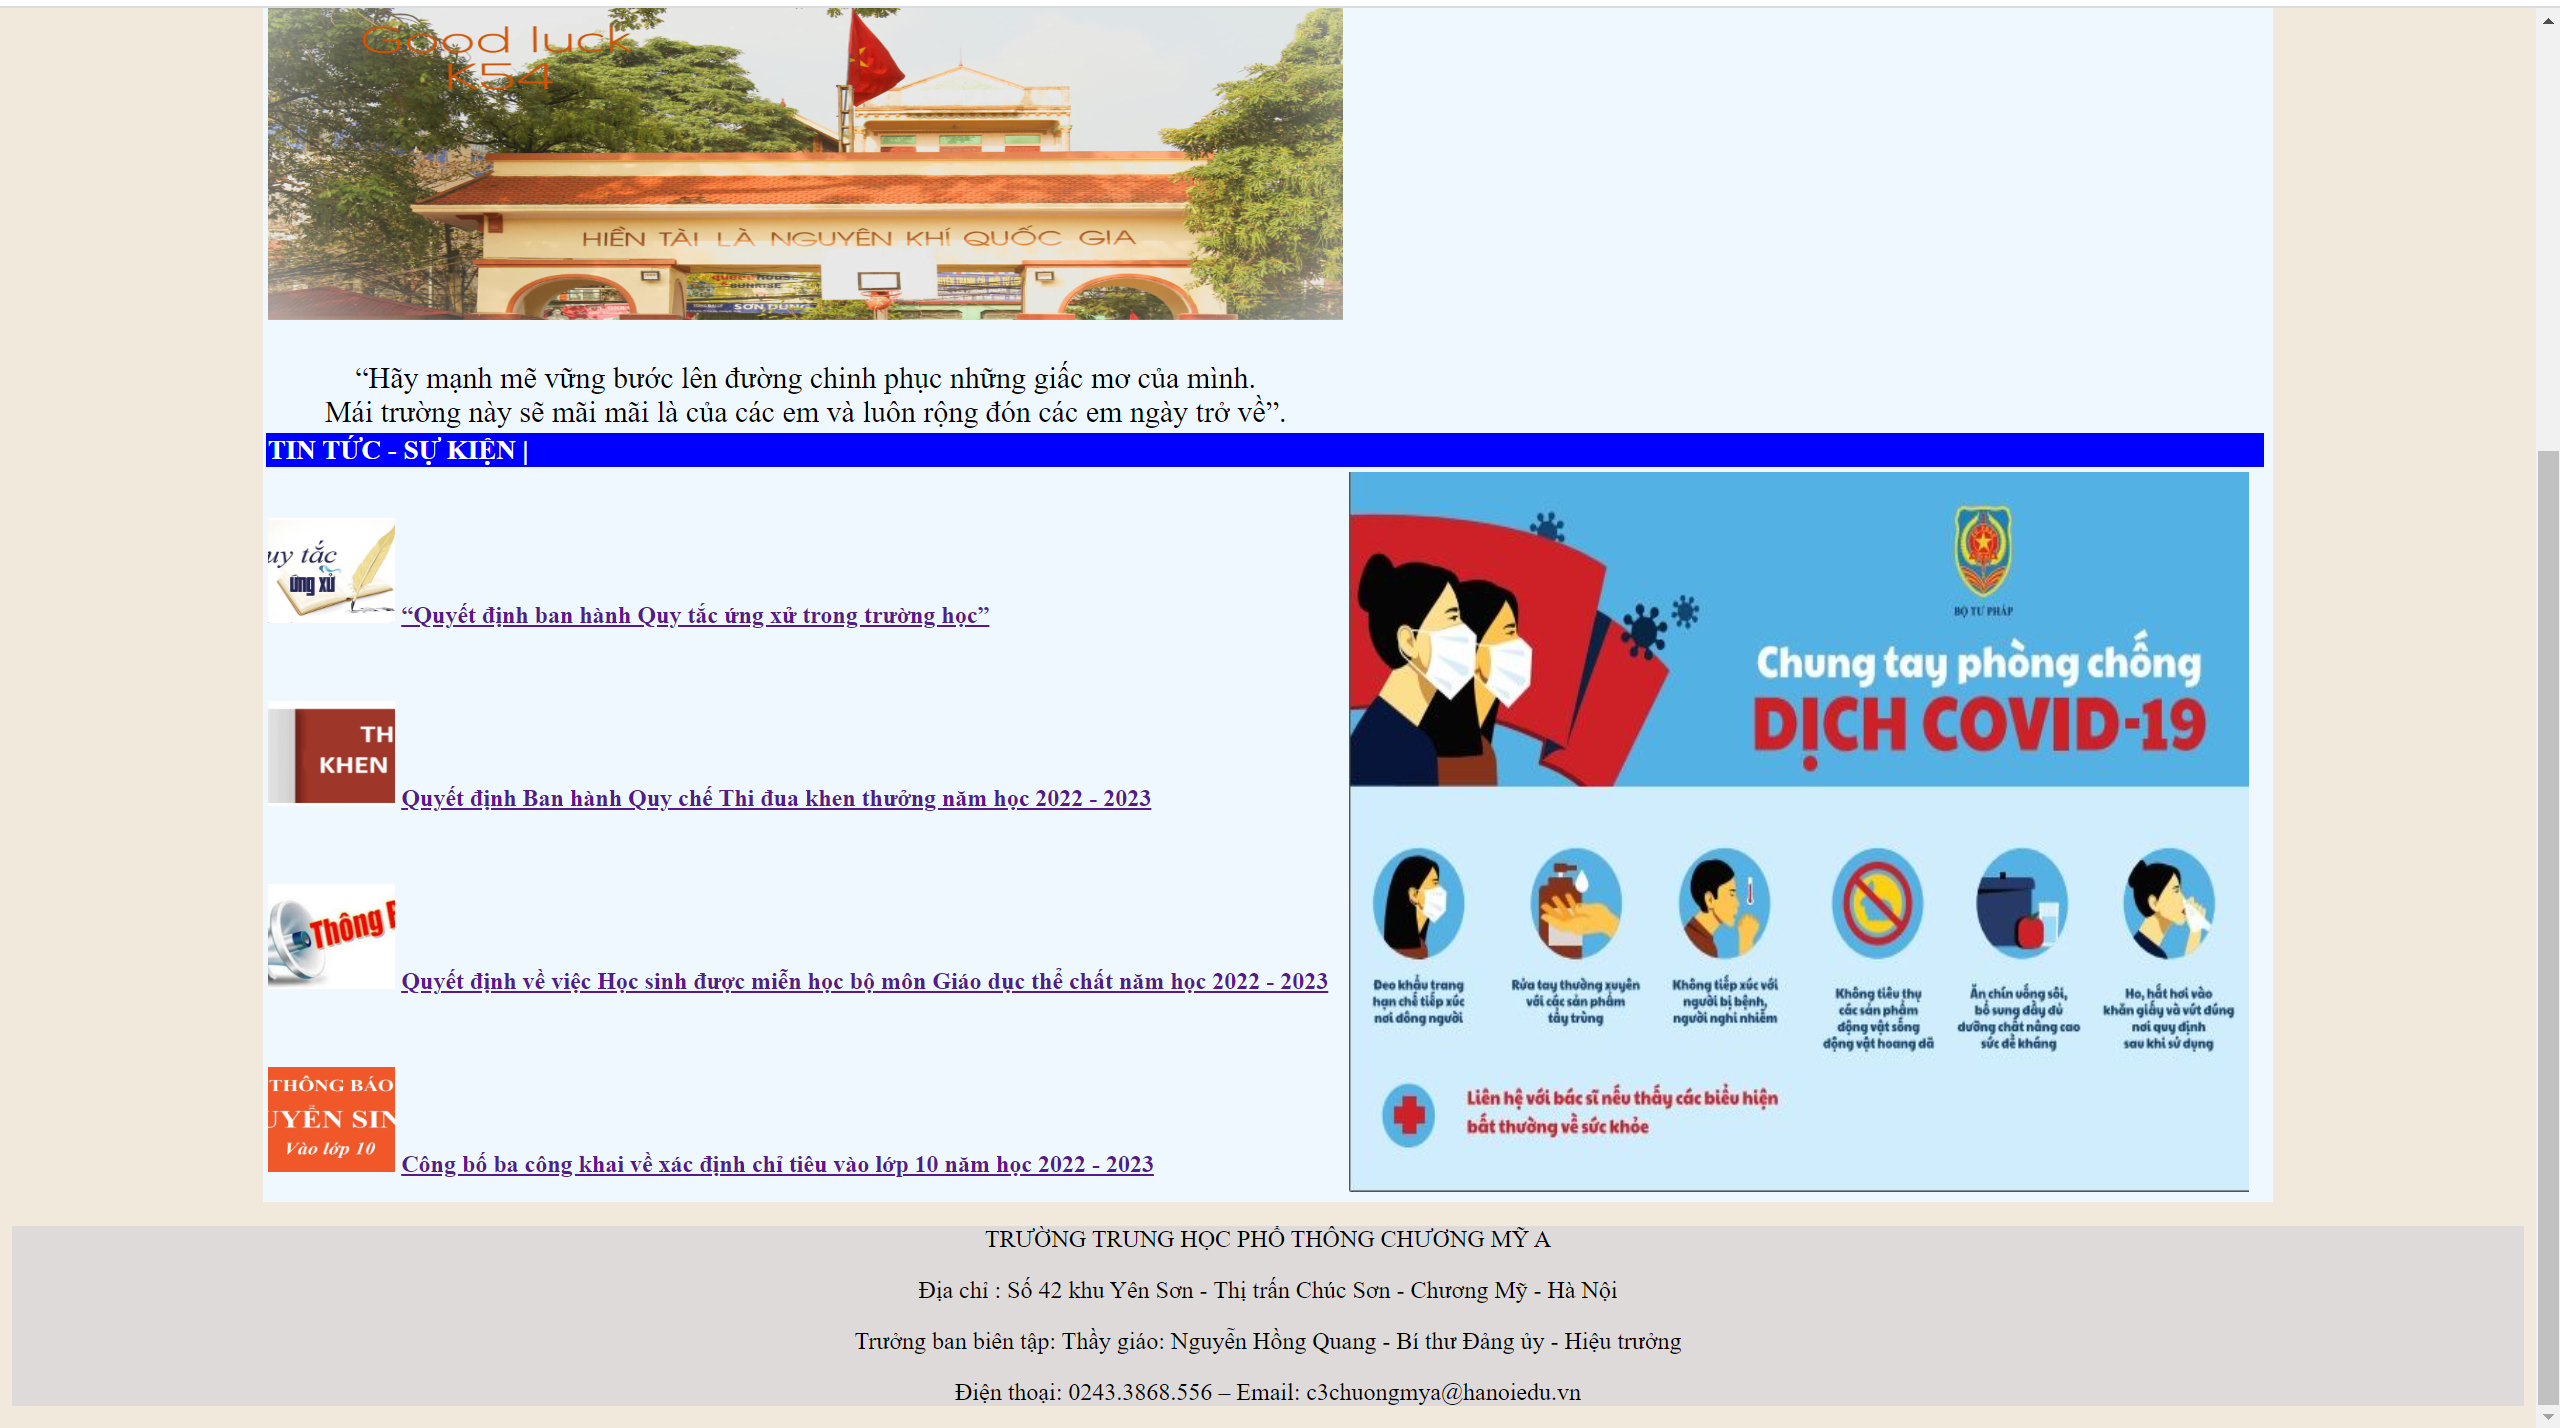 Good luck
K54
HIỀN TÀI LÀ NGUYÊN KHÍ QUỐC GIA
SUNRISE
“Hãy mạnh mẽ vững bước lên đường chinh phục những giấc mơ của mình.
Mái trường này sẽ mãi mãi là của các em và luôn rộng đón các em ngày trở về”.
TIN TỨC - SỰ KIỆN |
uy tắc
ứng xử
“Quyết định ban hành Quy tắc ứng xử trong trường học”
TH
KHEN
Quyết định Ban hành Quy chế Thi đua khen thưởng năm học 2022 - 2023
Thông
Quyết định về việc Học sinh được miễn học bộ môn Giáo dục thể chất năm học 2022 - 2023
THÔNG BÁO
UYỂN SIN
Vào lớp 10
Công bố ba công khai về xác định chỉ tiêu vào lớp 10 năm học 2022 - 2023
BỘ TƯ PHÁP
Chung tay phòng chống
DỊCH COVID-19
Đeo khẩu trang
hạn chế tiếp xúc
nơi đông người
Rửa tay thường xuyên
với các sản phẩm
tẩy trùng
Không tiếp xúc với
người bị bệnh,
người nghi nhiễm
Không tiêu thụ
các sản phẩm
động vật sống
động vật hoang dã
Ăn chín uống sôi,
bổ sung đầy đủ
dưỡng chất nâng cao
sức đề kháng
Ho, hắt hơi vào
khăn giấy và vứt đúng
nơi quy định
sau khi sử dụng
Liên hệ với bác sĩ nếu thấy các biểu hiện
bất thường về sức khỏe
TRƯỜNG TRUNG HỌC PHỔ THÔNG CHƯƠNG MỸ A
Địa chỉ : Số 42 khu Yên Sơn - Thị trấn Chúc Sơn - Chương Mỹ - Hà Nội
Trưởng ban biên tập: Thầy giáo: Nguyễn Hồng Quang - Bí thư Đảng ủy - Hiệu trưởng
Điện thoại: 0243.3868.556 – Email: c3chuongmya@hanoiedu.vn